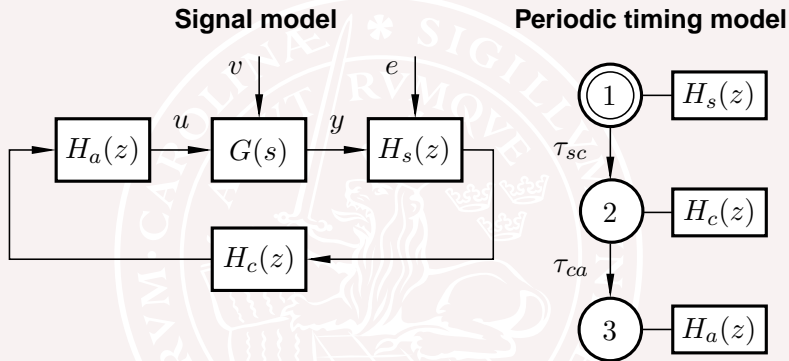 Signal model
Periodic timing model
v
e
H_a(z)
u
G(s)
y
H_s(z)
H_c(z)
1
H_s(z)
τ_sc
2
H_c(z)
τ_ca
3
H_a(z)